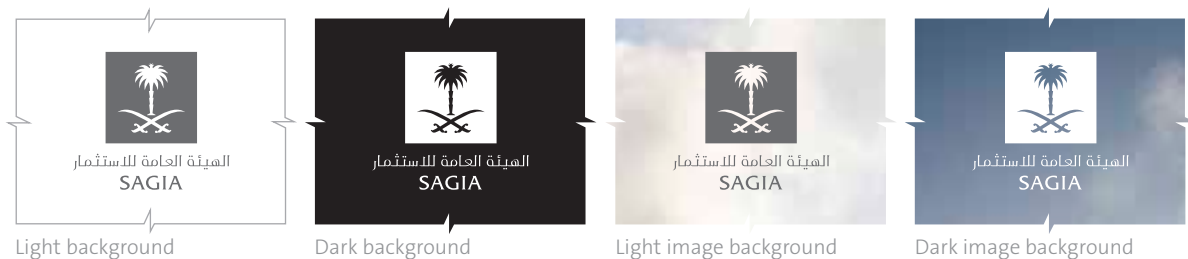 الهيئة العامة للاستثمار
SAGIA
Light background
الهيئة العامة للاستثمار
SAGIA
Dark background
الهيئة العامة للاستثمار
SAGIA
Light image background
الهيئة العامة للاستثمار
SAGIA
Dark image background